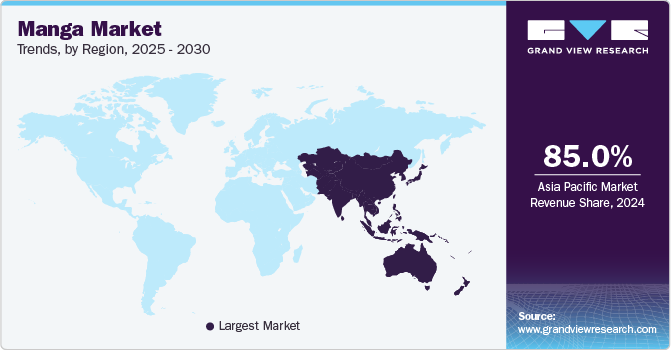 Manga Market
Trends, by Region, 2025 - 2030
Largest Market
GRAND VIEW RESEARCH
85.0%
Asia Pacific Market
Revenue Share, 2024
Source:
www.grandviewresearch.com